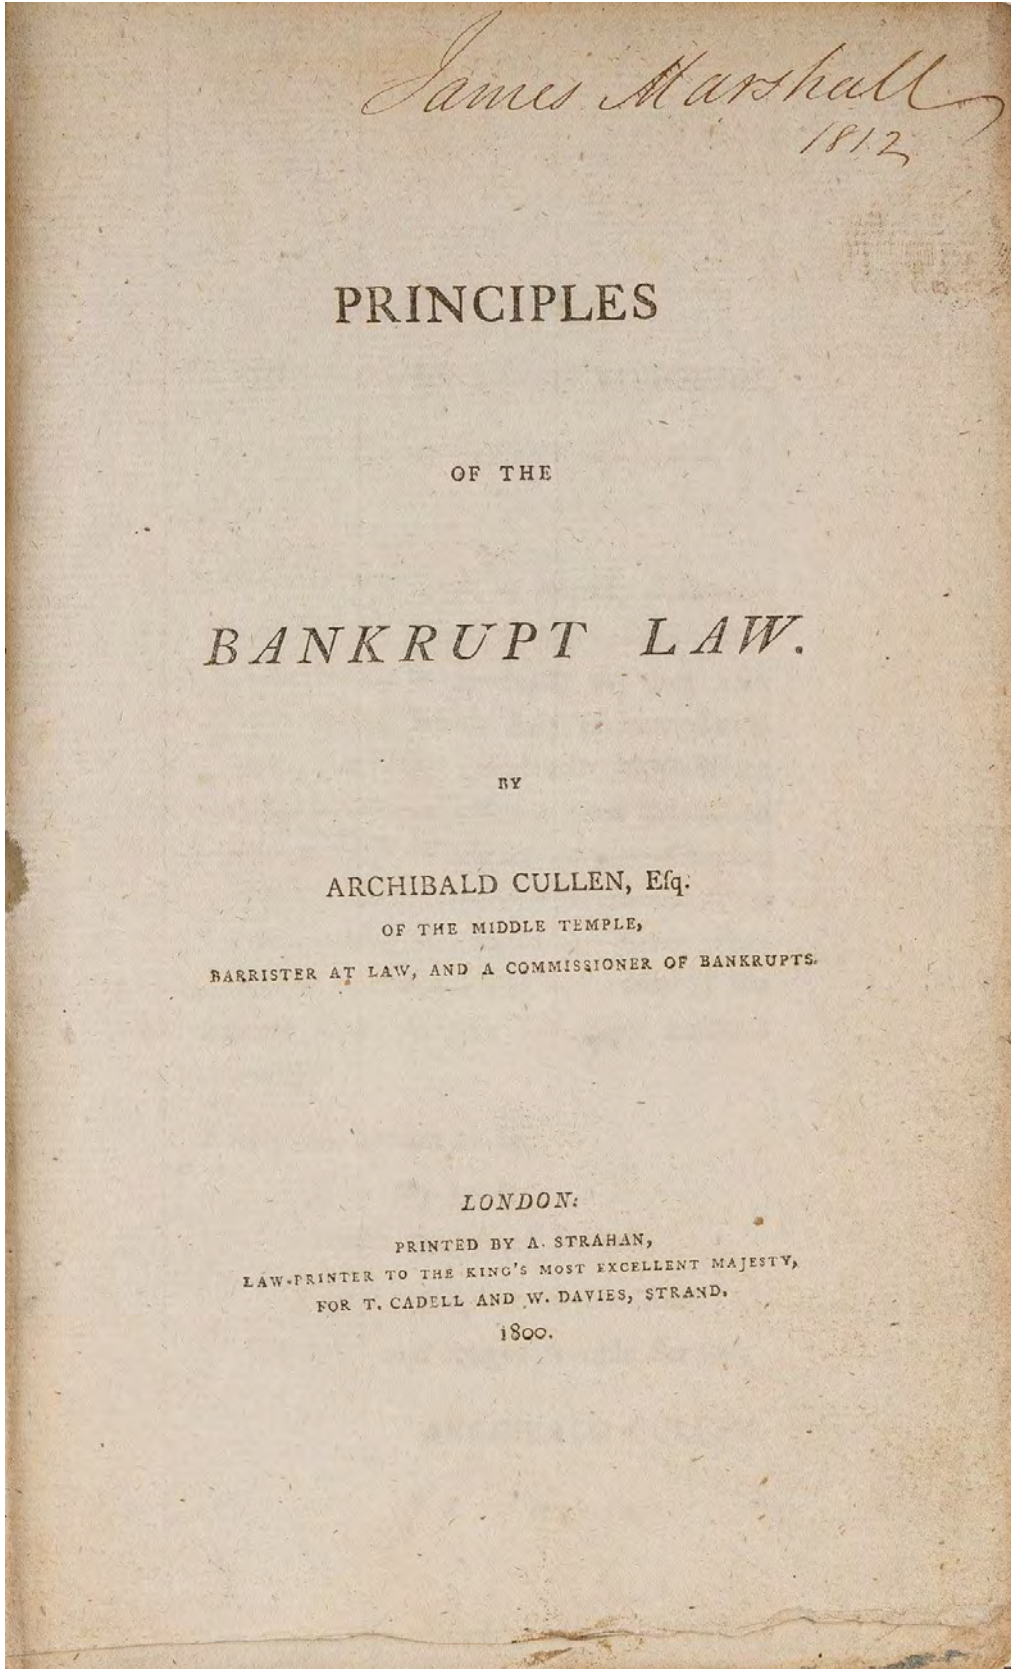 James Marshall
1812
PRINCIPLES
OF THE
BANKRUPT LAW.
BY
ARCHIBALD CULLEN, Eſq.
OF THE MIDDLE TEMPLE,
BARRISTER AT LAW, AND A COMMISSIONER OF BANKRUPTS.
LONDON:
PRINTED BY A. STRAHAN,
LAW-PRINTER TO THE KING'S MOST EXCELLENT MAJESTY,
FOR T. CADELL AND W. DAVIES, STRAND.
1800.